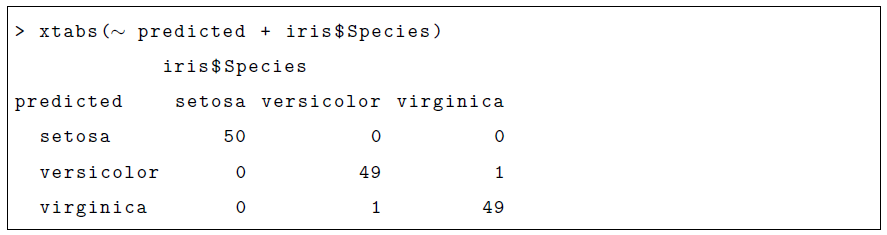 > xtabs(~ predicted + iris$Species)
iris$Species
predicted setosa versicolor virginica
setosa 50 0 0
versicolor 0 49 1
virginica 0 1 49